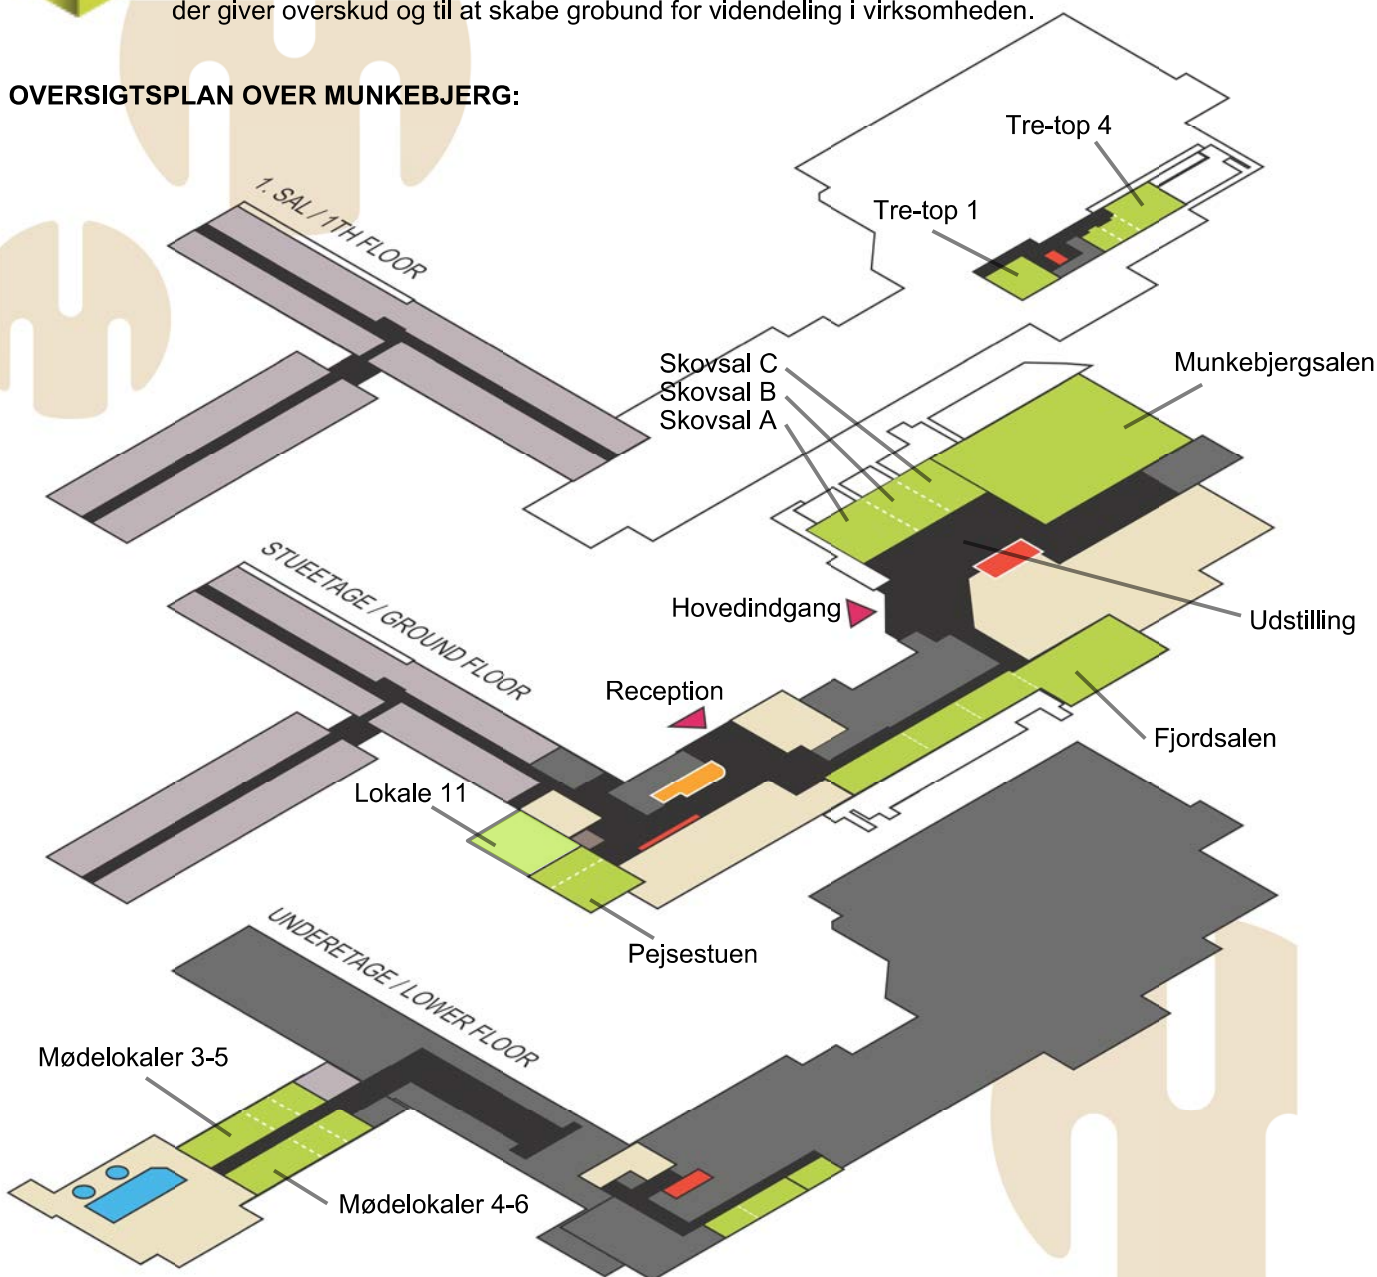 der giver overskud og til at skabe grobund for videndeling i virksomheden.
OVERSIGTSPLAN OVER MUNKEBJERG:
Tre-top 4
1. SAL / 1TH FLOOR
Tre-top 1
Skovsal C
Skovsal B
Skovsal A
Munkebjergsalen
STUEETAGE / GROUND FLOOR
Hovedindgang
Udstilling
Reception
Fjordsalen
Lokale 11
Pejsestuen
UNDERETAGE / LOWER FLOOR
Mødelokaler 3-5
Mødelokaler 4-6